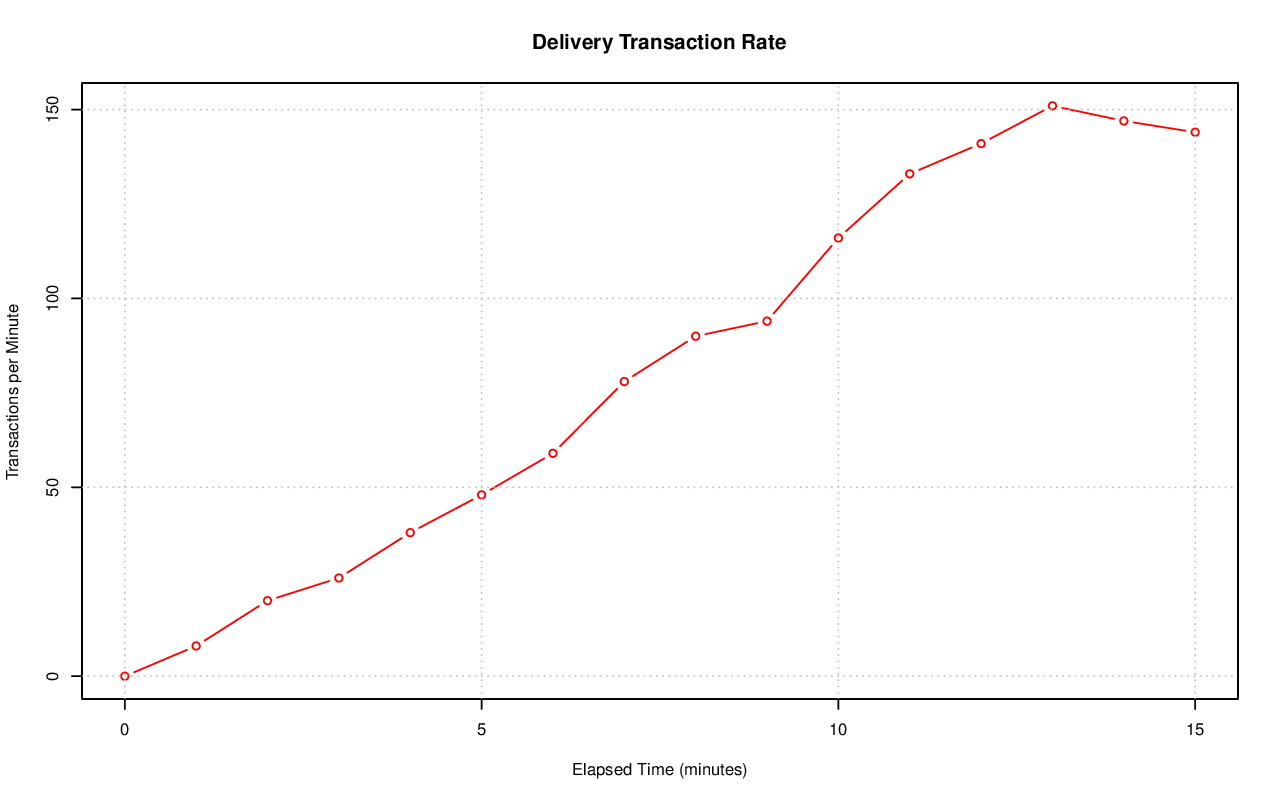 Delivery Transaction Rate
Transactions per Minute
150
100
50
0
0 5 10 15
Elapsed Time (minutes)